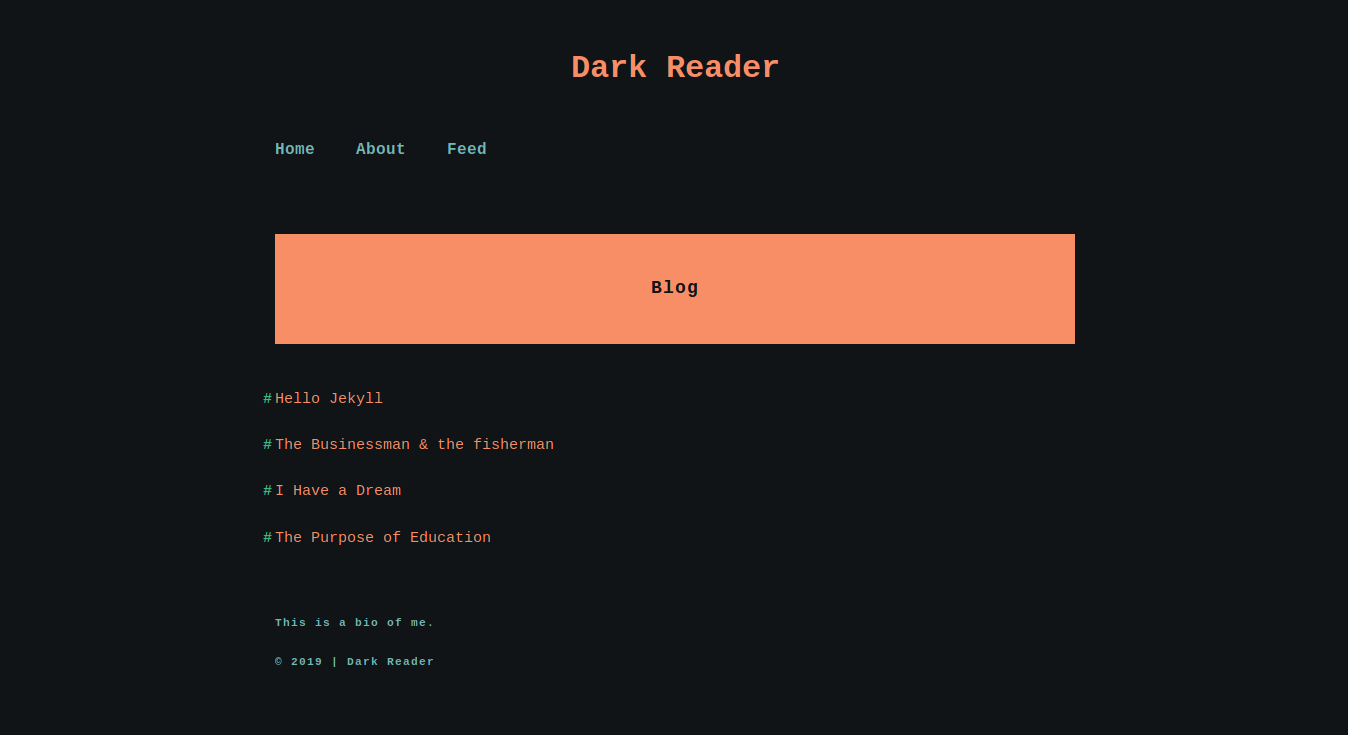 Dark Reader
Home About Feed
Blog
#Hello Jekyll
#The Businessman & the fisherman
#I Have a Dream
#The Purpose of Education
This is a bio of me.
© 2019 | Dark Reader